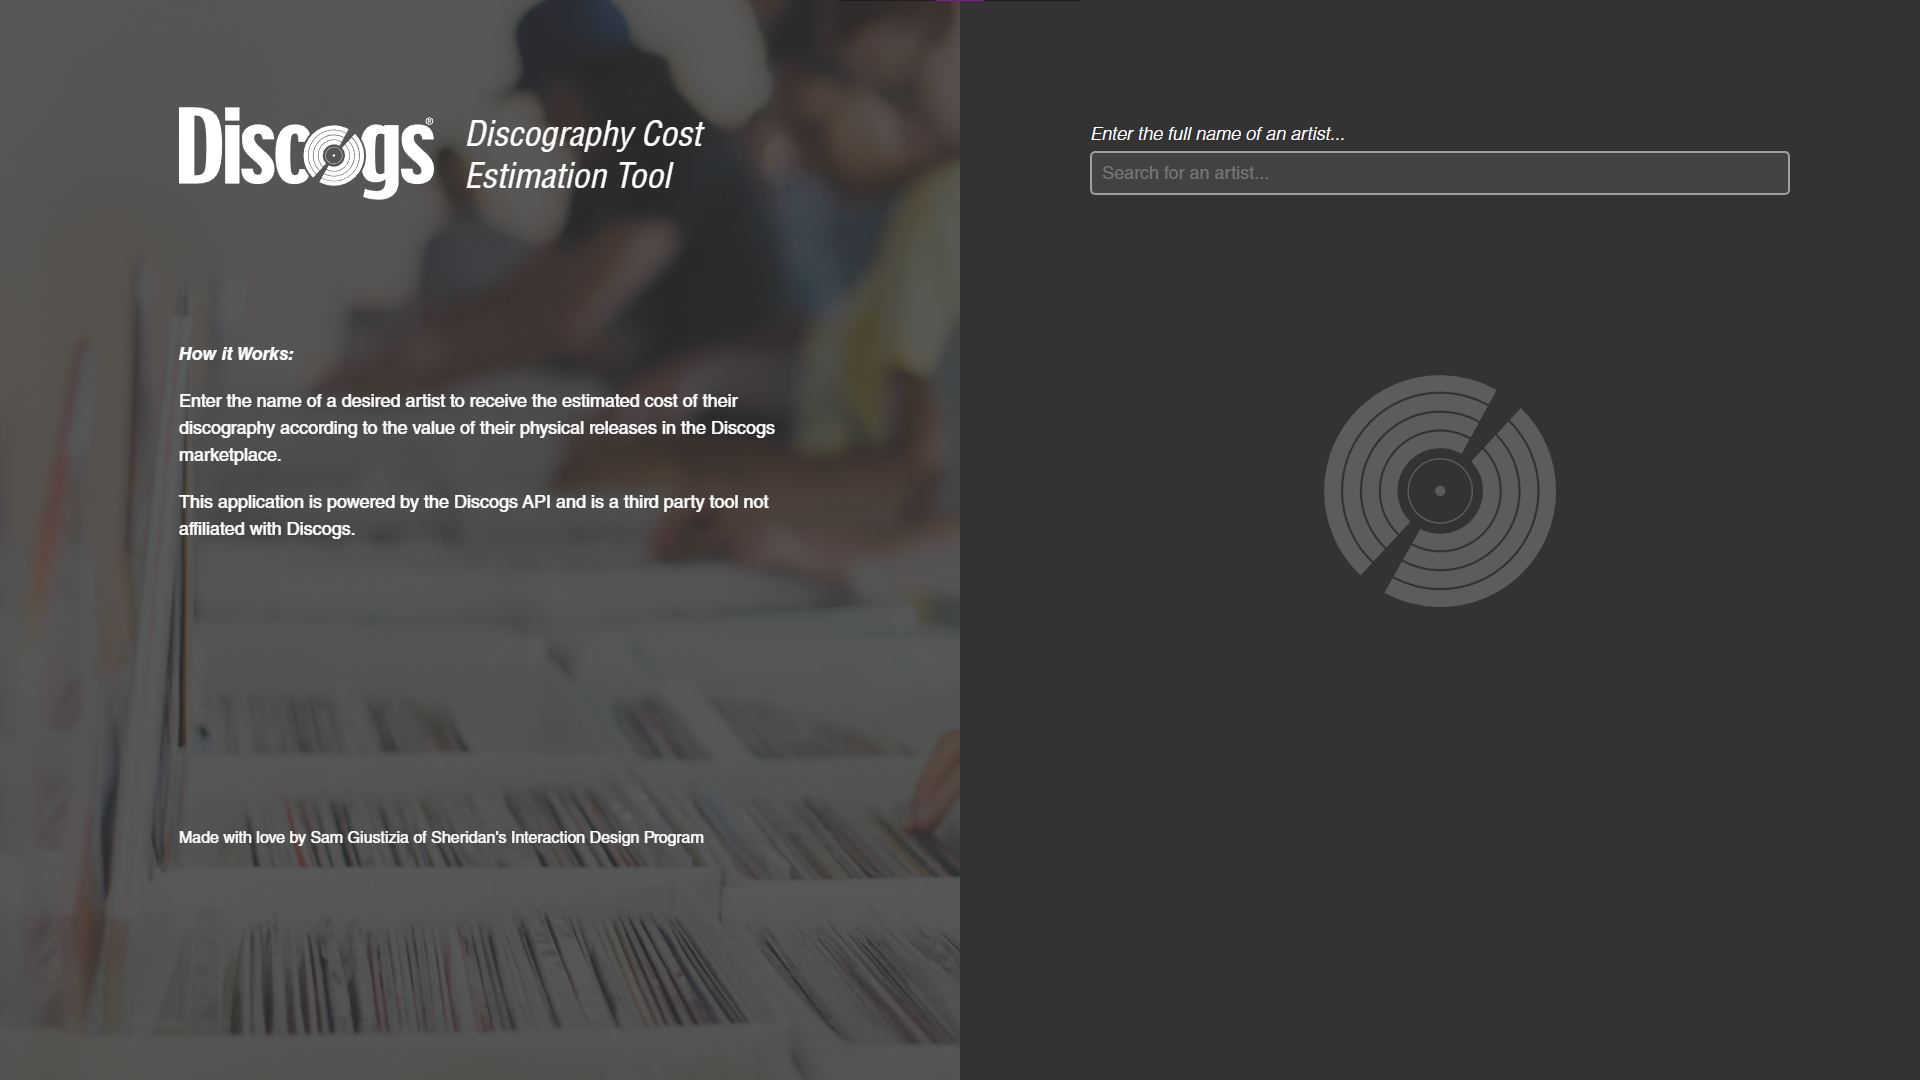 Discogs®
Discography Cost
Estimation Tool
How it Works:
Enter the name of a desired artist to receive the estimated cost of their
discography according to the value of their physical releases in the Discogs
marketplace.
This application is powered by the Discogs API and is a third party tool not
affiliated with Discogs.
Made with love by Sam Giustizia of Sheridan's Interaction Design Program
Enter the full name of an artist...
Search for an artist...